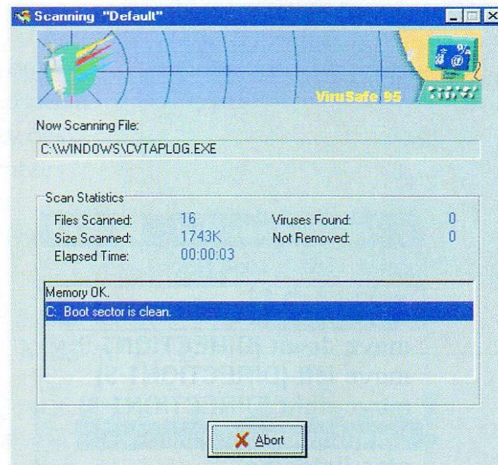 Scanning "Default"
ViruSafe 95
Now Scanning File:
C:\WINDOWS\CVTAPLOG.EXE
Scan Statistics
Files Scanned: 16 Viruses Found: 0
Size Scanned: 1743K Not Removed: 0
Elapsed Time: 00:00:03
Memory OK.
C: Boot sector is clean.
Abort